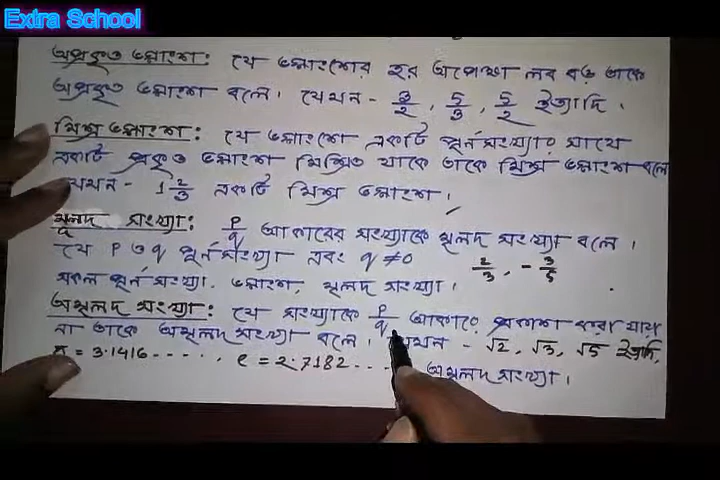 Extra School
অপ্রকৃত ভগ্নাংশ: যে ভগ্নাংশের হর অপেক্ষা লব বড় তাকে
অপ্রকৃত ভগ্নাংশ বলে। যেমন- 3/2, 5/3, 5/2 ইত্যাদি।
মিশ্র ভগ্নাংশ: যে ভগ্নাংশে একটি পূর্নসংখ্যার সাথে
একটি প্রকৃত ভগ্নাংশ মিশ্রিত থাকে তাকে মিশ্র ভগ্নাংশ বলে
যেমন- 1 2/3 একটি মিশ্র ভগ্নাংশ।
মূলদ সংখ্যা: P/q আকারের সংখ্যাকে মূলদ সংখ্যা বলে।
যে P ও q পূর্নসংখ্যা এবং q ≠ 0 2/3, - 3/5
সকল পূর্নসংখ্যা, ভগ্নাংশ, মূলদ সংখ্যা।
অমূলদ সংখ্যা: যে সংখ্যাকে P/q আকারে প্রকাশ করা যায়
না তাকে অমূলদ সংখ্যা বলে। যেমন - √2, √3, √5 ইত্যাদি,
π = 3.1416......, e = 2.7182.... অমূলদ সংখ্যা।